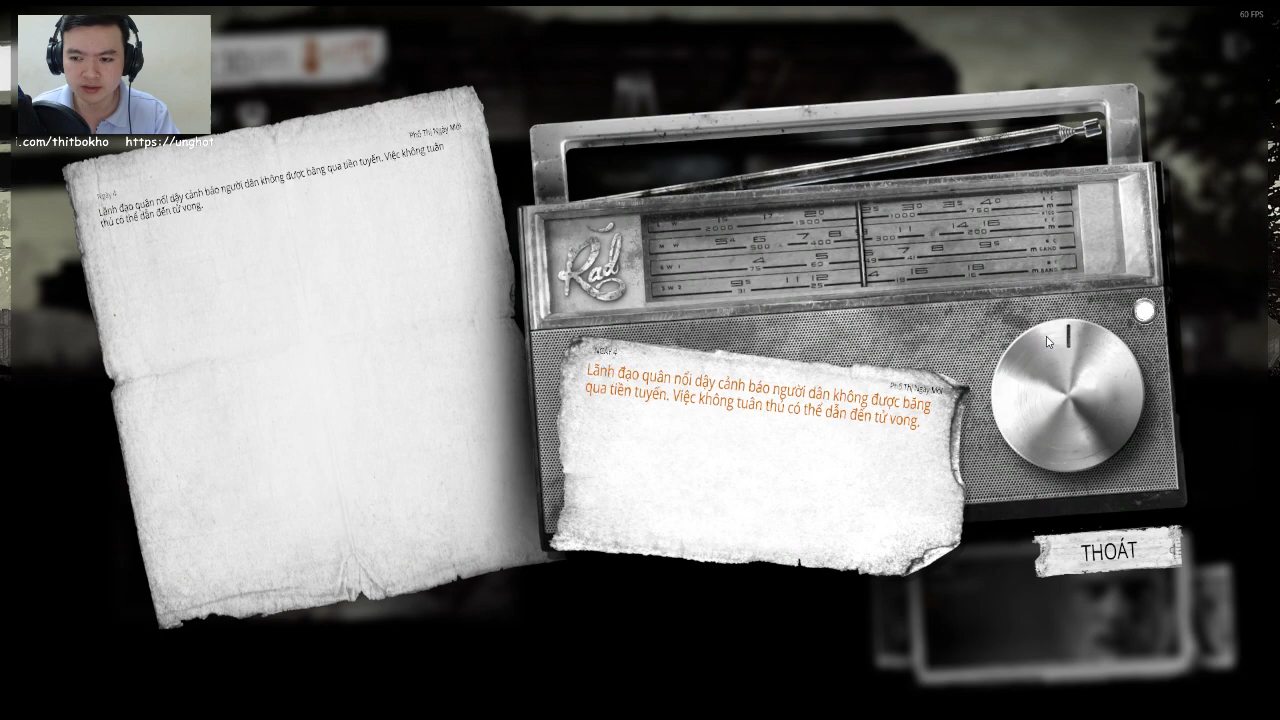 60 FPS
i.com/thitbokho https://unghot
Phố Thị Ngày Mới
Ngày 4
Lãnh đạo quân nổi dậy cảnh báo người dân không được băng qua tiền tuyến. Việc không tuân
thủ có thể dẫn đến tử vong.
Rad
NGÀY 4
Phố Thị Ngày Mới
Lãnh đạo quân nổi dậy cảnh báo người dân không được băng
qua tiền tuyến. Việc không tuân thủ có thể dẫn đến tử vong.
THOÁT